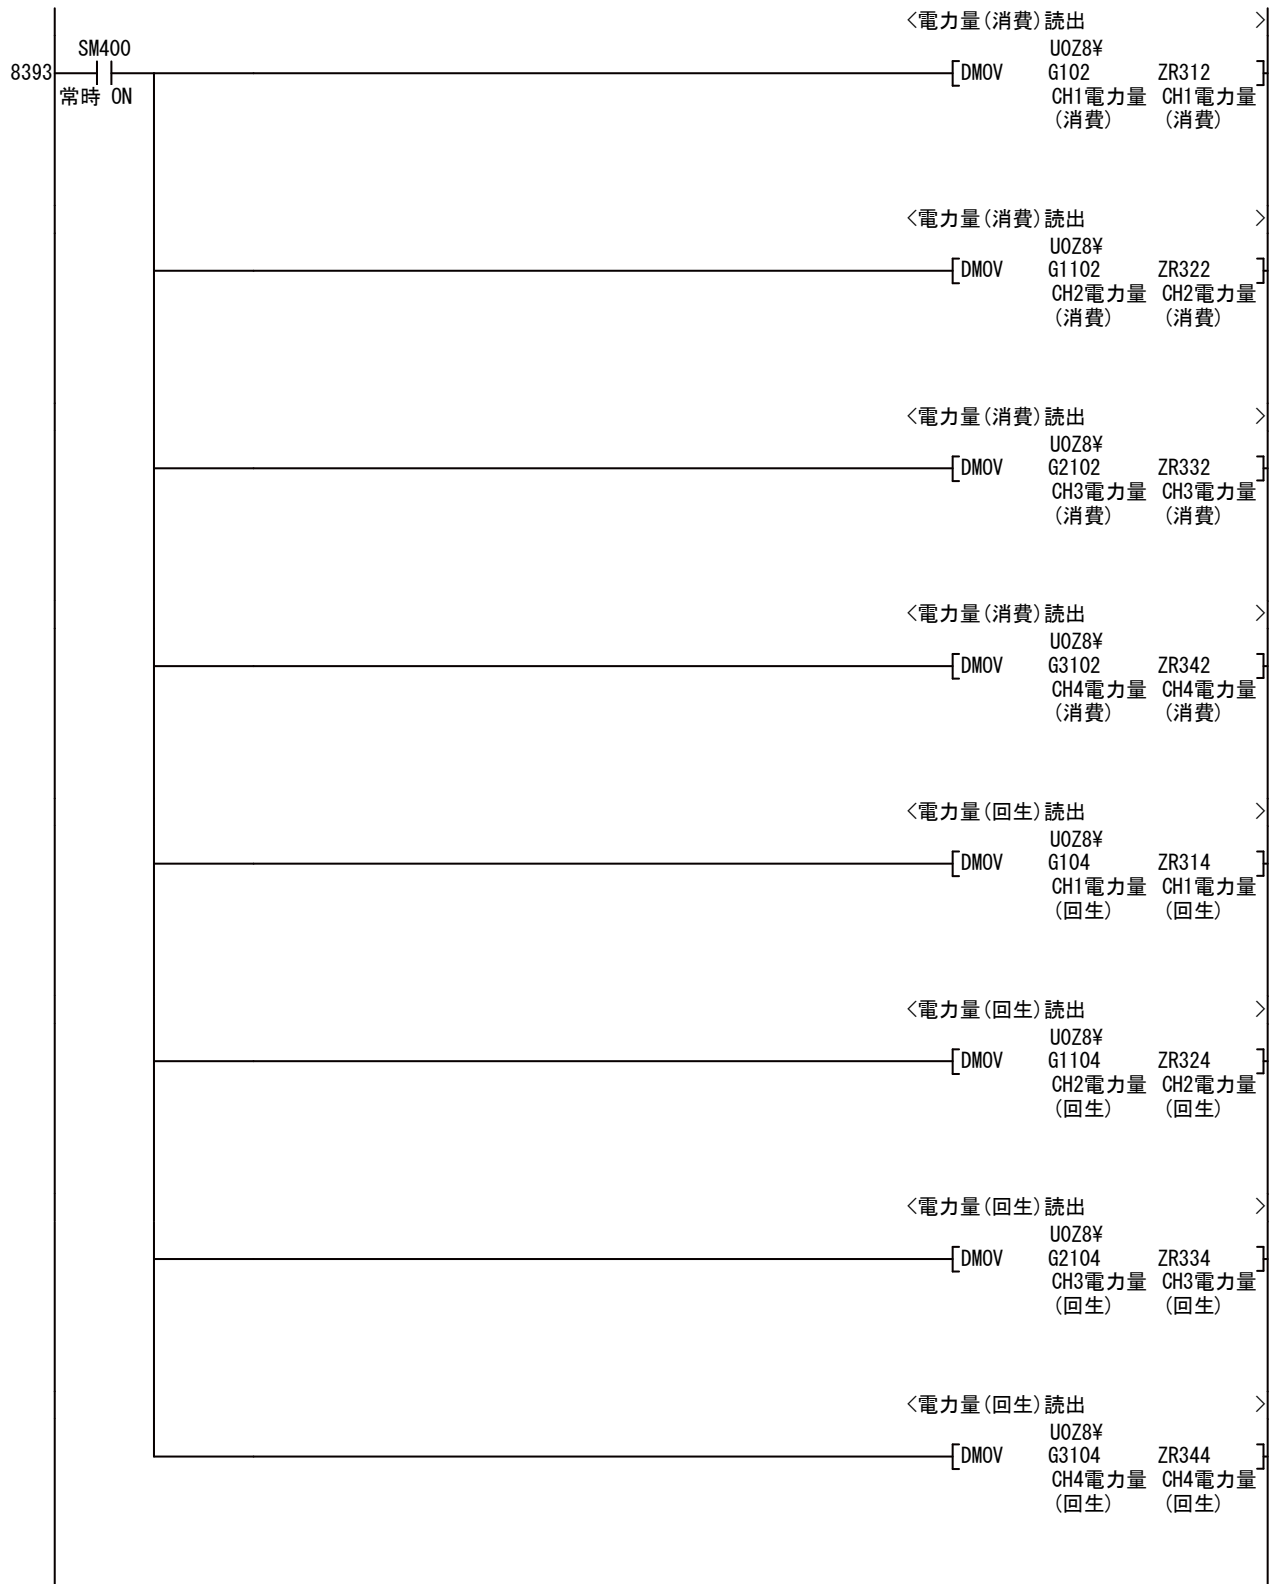 <電力量(消費)読出 >
SM400 U0Z8¥
8393 [DMOV G102 ZR312 ]
常時 ON CH1電力量 CH1電力量
(消費) (消費)
<電力量(消費)読出 >
U0Z8¥
[DMOV G1102 ZR322 ]
CH2電力量 CH2電力量
(消費) (消費)
<電力量(消費)読出 >
U0Z8¥
[DMOV G2102 ZR332 ]
CH3電力量 CH3電力量
(消費) (消費)
<電力量(消費)読出 >
U0Z8¥
[DMOV G3102 ZR342 ]
CH4電力量 CH4電力量
(消費) (消費)
<電力量(回生)読出 >
U0Z8¥
[DMOV G104 ZR314 ]
CH1電力量 CH1電力量
(回生) (回生)
<電力量(回生)読出 >
U0Z8¥
[DMOV G1104 ZR324 ]
CH2電力量 CH2電力量
(回生) (回生)
<電力量(回生)読出 >
U0Z8¥
[DMOV G2104 ZR334 ]
CH3電力量 CH3電力量
(回生) (回生)
<電力量(回生)読出 >
U0Z8¥
[DMOV G3104 ZR344 ]
CH4電力量 CH4電力量
(回生) (回生)